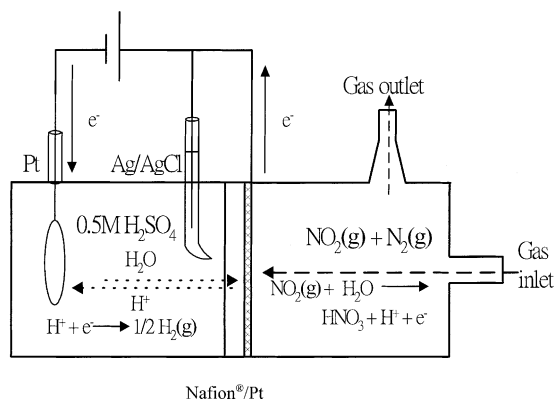 Gas outlet
e⁻
e⁻
Pt
Ag/AgCl
0.5M H₂SO₄
H₂O
H⁺
H⁺ + e⁻ → 1/2 H₂(g)
NO₂(g) + N₂(g)
Gas
inlet
NO₂(g) + H₂O →
HNO₃ + H⁺ + e⁻
Nafion®/Pt